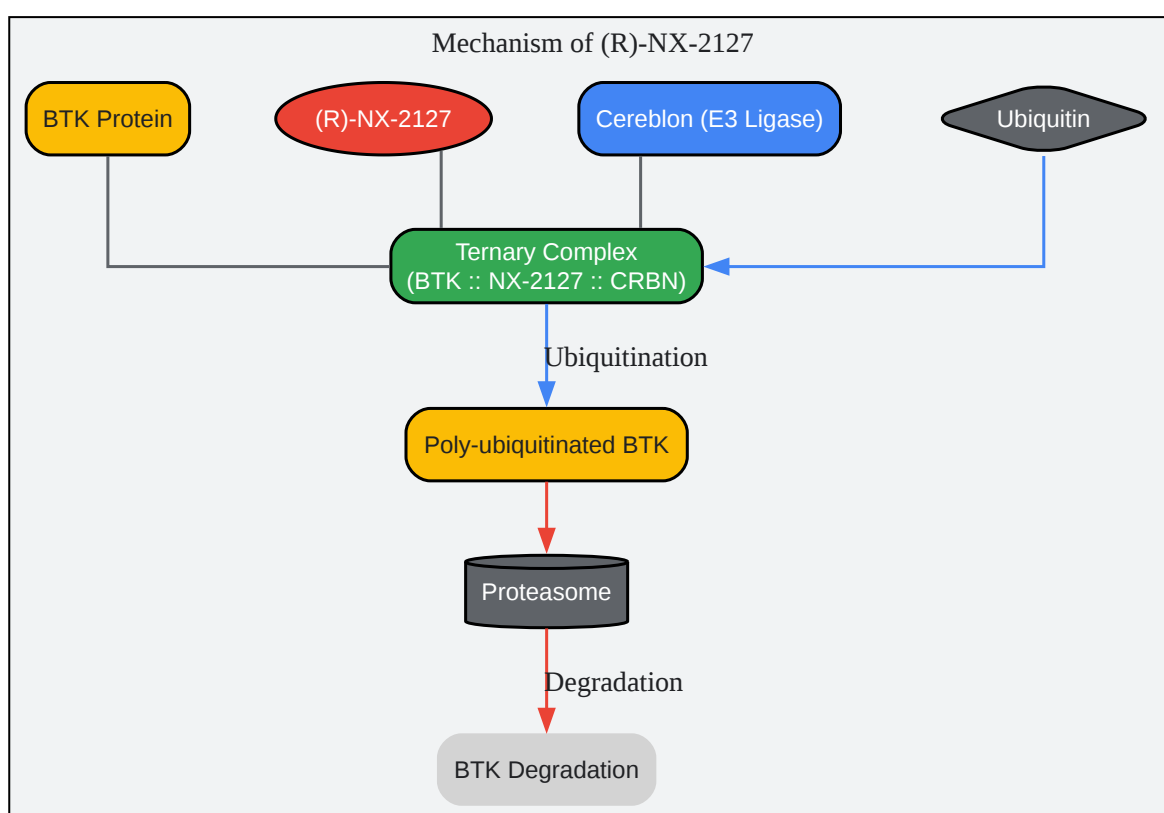 Mechanism of (R)-NX-2127
BTK Protein
(R)-NX-2127
Cereblon (E3 Ligase)
Ubiquitin
Ternary Complex
(BTK :: NX-2127 :: CRBN)
Ubiquitination
Poly-ubiquitinated BTK
Proteasome
Degradation
BTK Degradation